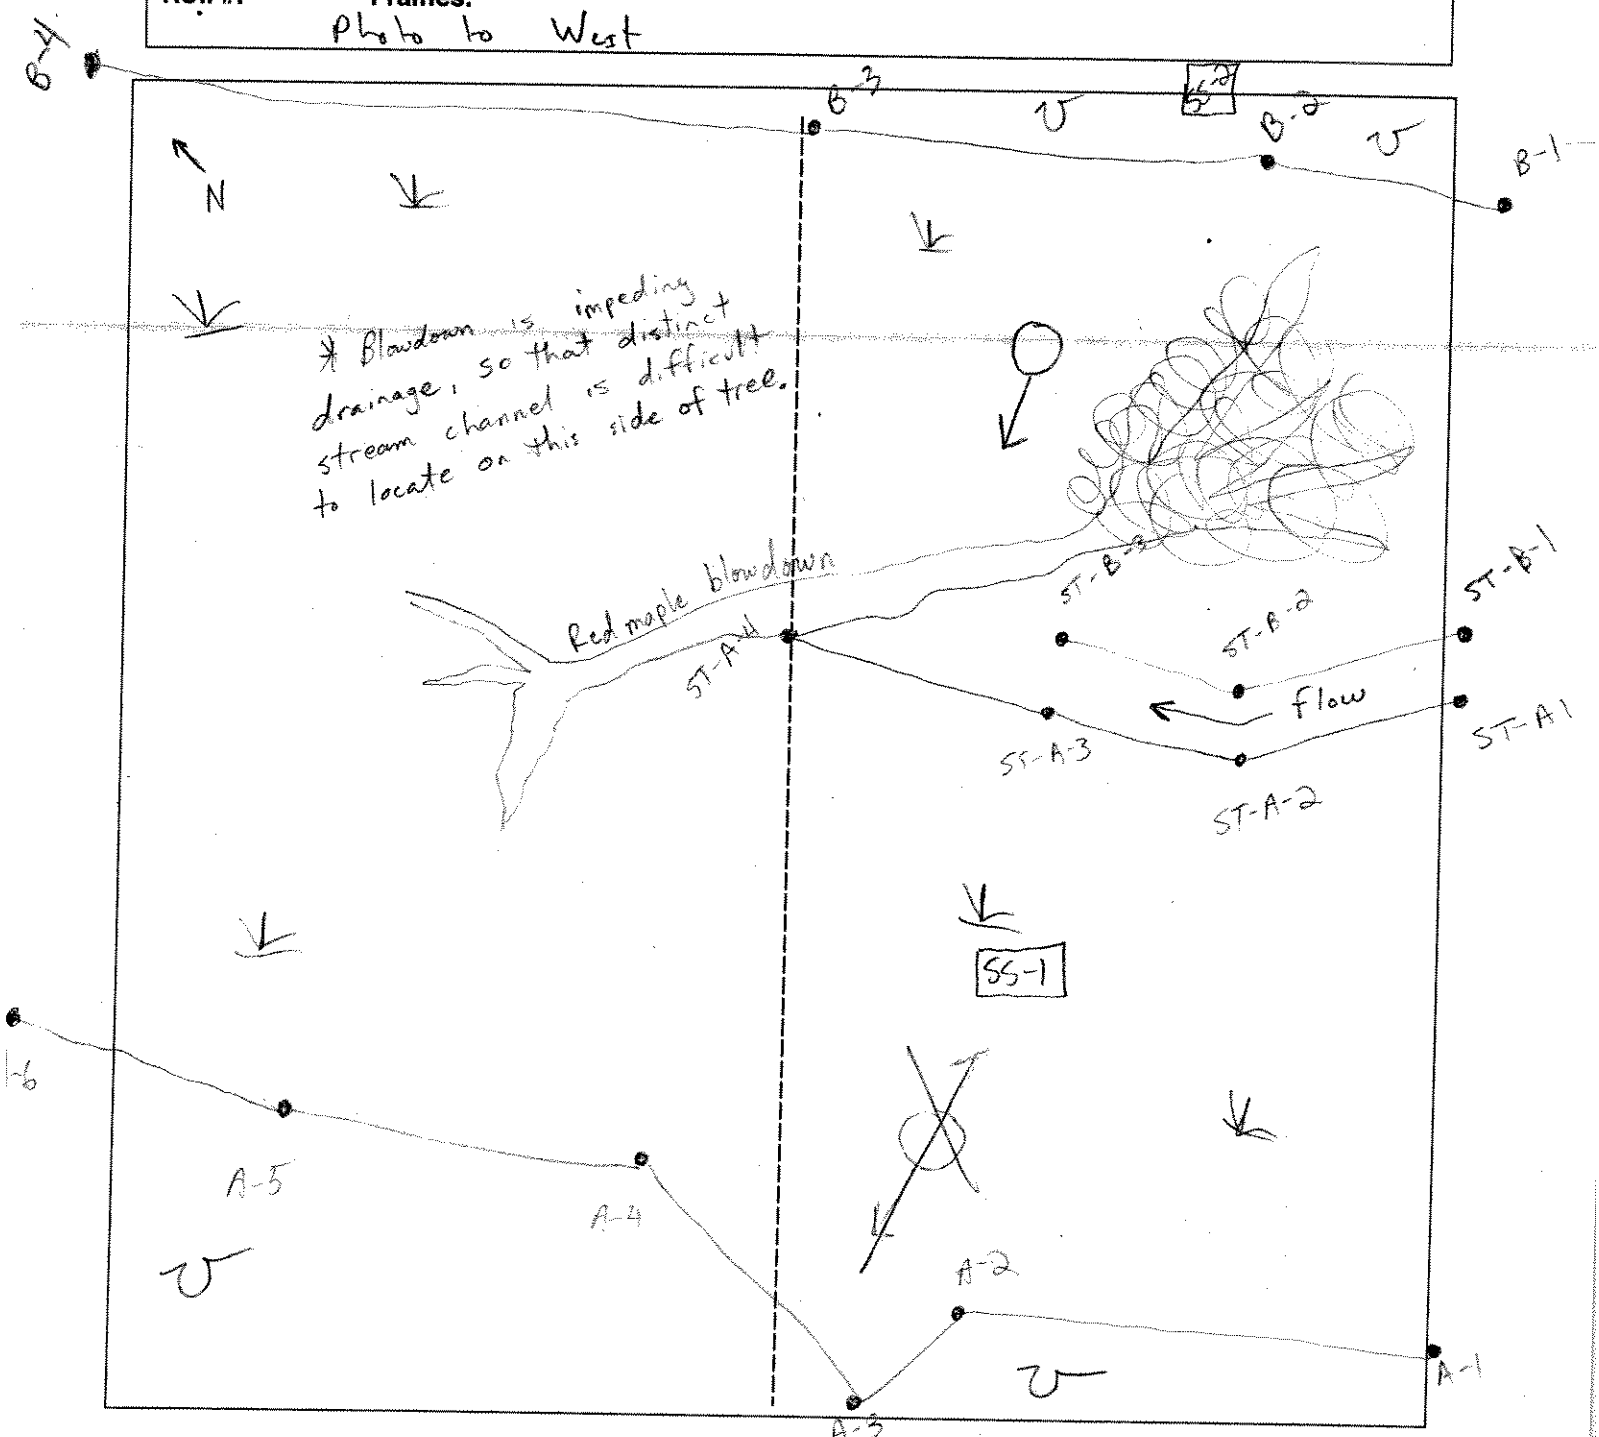 Frames:
Photo to West
B-4
B-3
SS-2
B-2
B-1
U
U
N
* Blowdown is impeding
drainage, so that distinct
stream channel is difficult
to locate on this side of tree.
Red maple blowdown
ST-A-4
ST-B-3
ST-B-2
ST-B-1
flow
ST-A1
ST-A-3
ST-A-2
SS-1
A-5
A-4
A-2
U
U
A-1
A-3